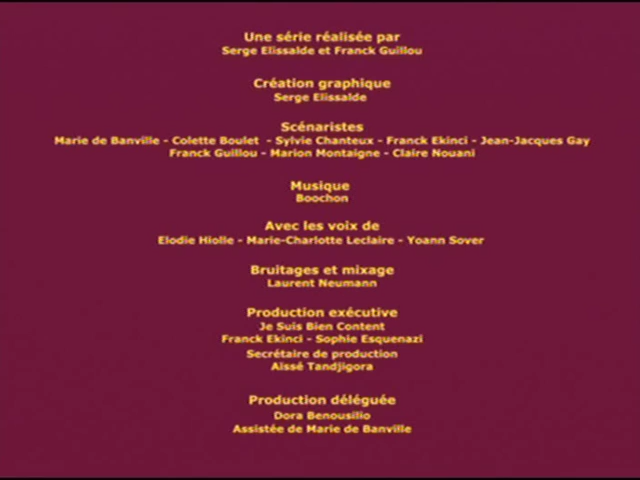 Une série réalisée par
Serge Elissalde et Franck Guillou
Création graphique
Serge Elissalde
Scénaristes
Marie de Banville - Colette Boulet - Sylvie Chanteux - Franck Ekinci - Jean-Jacques Gay
Franck Guillou - Marion Montaigne - Claire Nouani
Musique
Boochon
Avec les voix de
Elodie Hiolle - Marie-Charlotte Leclaire - Yoann Sover
Bruitages et mixage
Laurent Neumann
Production exécutive
Je Suis Bien Content
Franck Ekinci - Sophie Esquenazi
Secrétaire de production
Aissé Tandjigora
Production déléguée
Dora Benousilio
Assistée de Marie de Banville